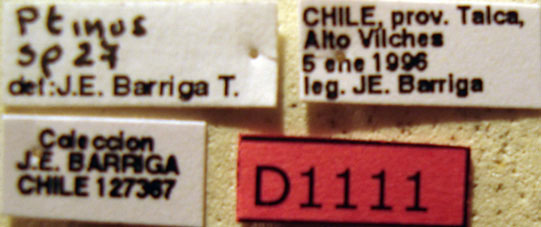 Ptinus
sp 27
det:J.E. Barriga T.
CHILE, prov. Talca,
Alto Vilches
5 ene 1996
leg. JE. Barriga
Coleccion
J.E. BARRIGA
CHILE 127367
D1111